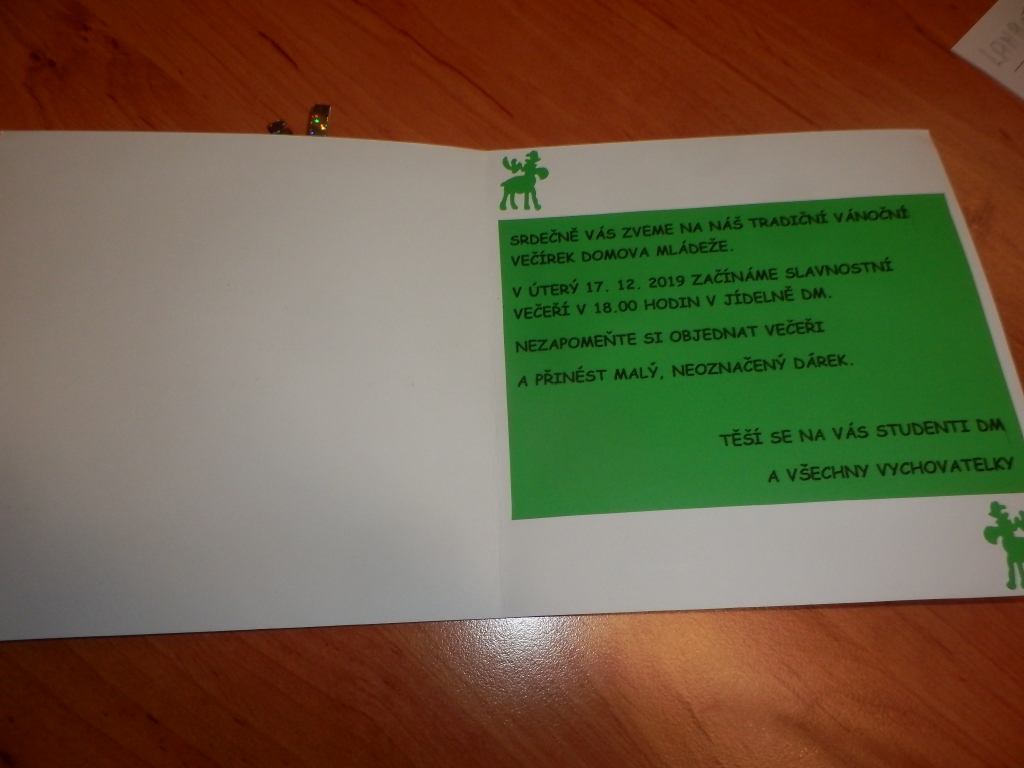 SRDEČNĚ VÁS ZVEME NA NÁŠ TRADIČNÍ VÁNOČNÍ
VEČÍREK DOMOVA MLÁDEŽE.
V ÚTERÝ 17. 12. 2019 ZAČÍNÁME SLAVNOSTNÍ
VEČEŘÍ V 18.00 HODIN V JÍDELNĚ DM.
NEZAPOMEŇTE SI OBJEDNAT VEČEŘI
A PŘINÉST MALÝ, NEOZNAČENÝ DÁREK.
TĚŠÍ SE NA VÁS STUDENTI DM
A VŠECHNY VYCHOVATELKY